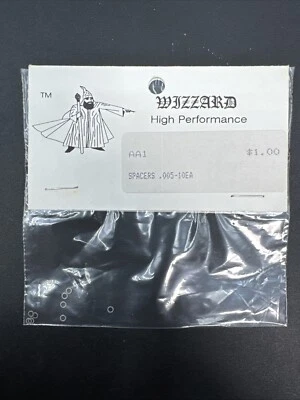 TM
WIZZARD
High Performance
AA1 $1.00
SPACERS .005-10EA